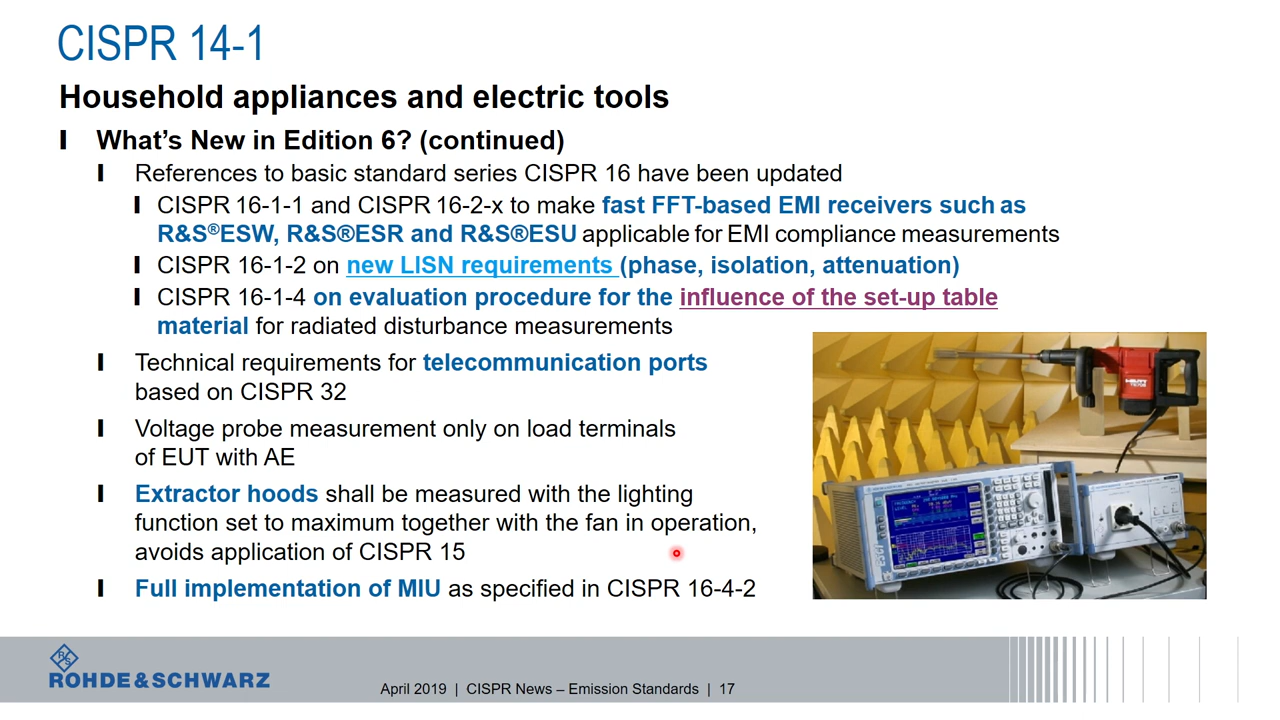 CISPR 14-1
Household appliances and electric tools
What's New in Edition 6? (continued)
References to basic standard series CISPR 16 have been updated
CISPR 16-1-1 and CISPR 16-2-x to make fast FFT-based EMI receivers such as
R&S®ESW, R&S®ESR and R&S®ESU applicable for EMI compliance measurements
CISPR 16-1-2 on new LISN requirements (phase, isolation, attenuation)
CISPR 16-1-4 on evaluation procedure for the influence of the set-up table
material for radiated disturbance measurements
Technical requirements for telecommunication ports
based on CISPR 32
Voltage probe measurement only on load terminals
of EUT with AE
Extractor hoods shall be measured with the lighting
function set to maximum together with the fan in operation,
avoids application of CISPR 15
Full implementation of MIU as specified in CISPR 16-4-2
HILTI
R&S
ROHDE & SCHWARZ
April 2019 | CISPR News – Emission Standards | 17